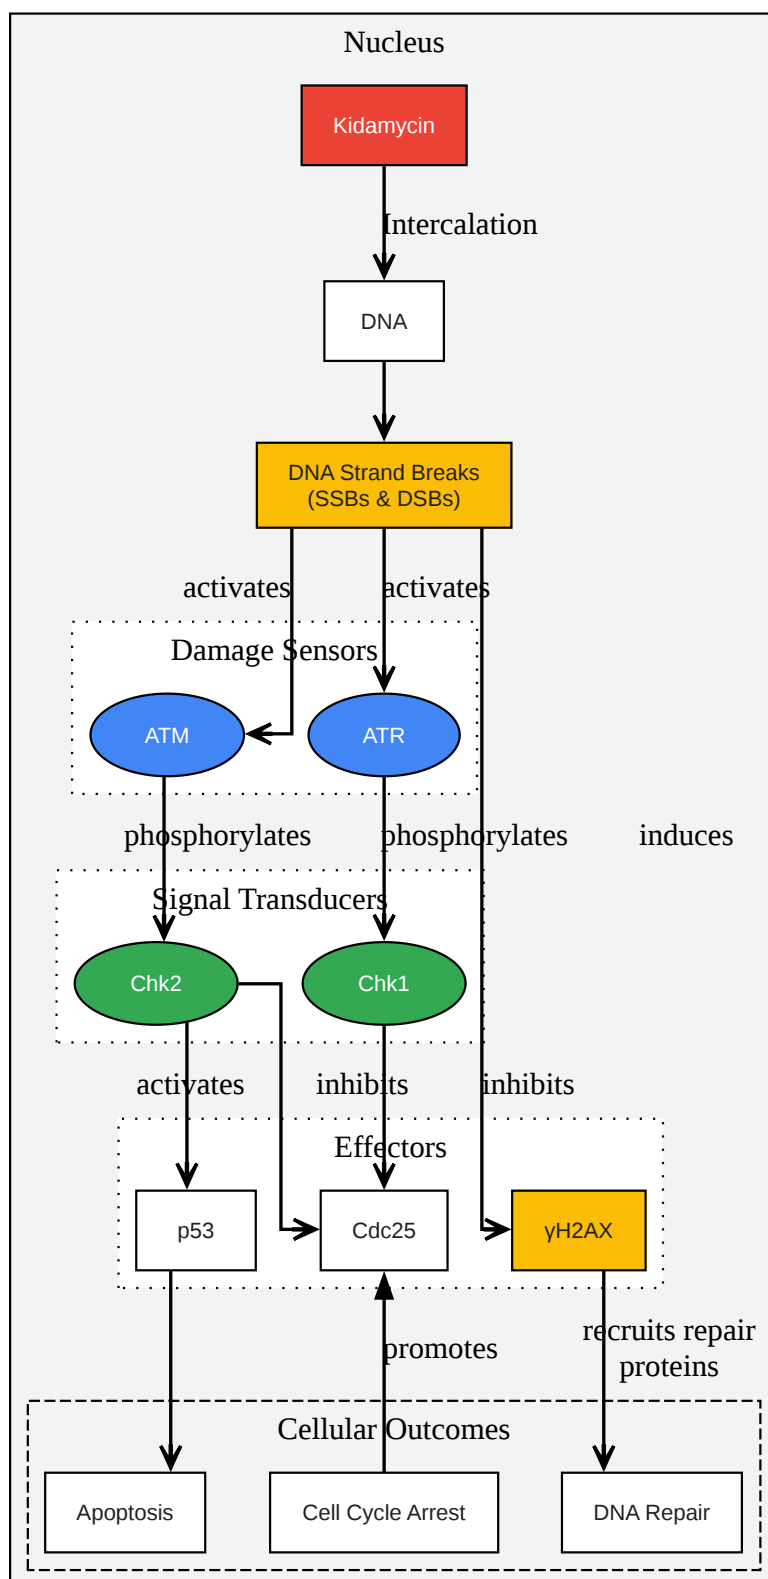 Nucleus
Kidamycin
Intercalation
DNA
DNA Strand Breaks
(SSBs & DSBs)
activates
activates
Damage Sensors
ATM
ATR
phosphorylates
phosphorylates
induces
Signal Transducers
Chk2
Chk1
activates
inhibits
inhibits
Effectors
p53
Cdc25
γH2AX
promotes
recruits repair
proteins
Cellular Outcomes
Apoptosis
Cell Cycle Arrest
DNA Repair